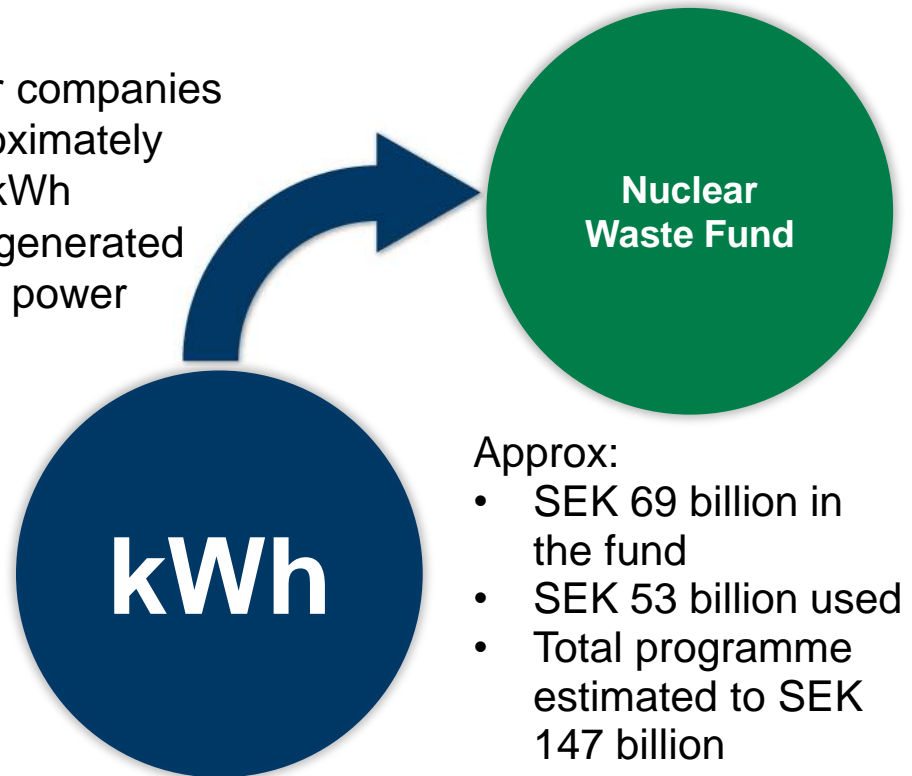 companies
kWh
generated
power
Nuclear
Waste Fund
kWh
Approx:
• SEK 69 billion in
the fund
• SEK 53 billion used
• Total programme
estimated to SEK
147 billion